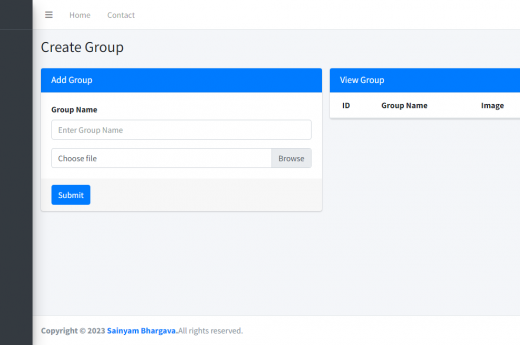 Home Contact
Create Group
Add Group
Group Name
Enter Group Name
Choose file Browse
Submit
View Group
ID Group Name Image
Copyright © 2023 Sainyam Bhargava.All rights reserved.